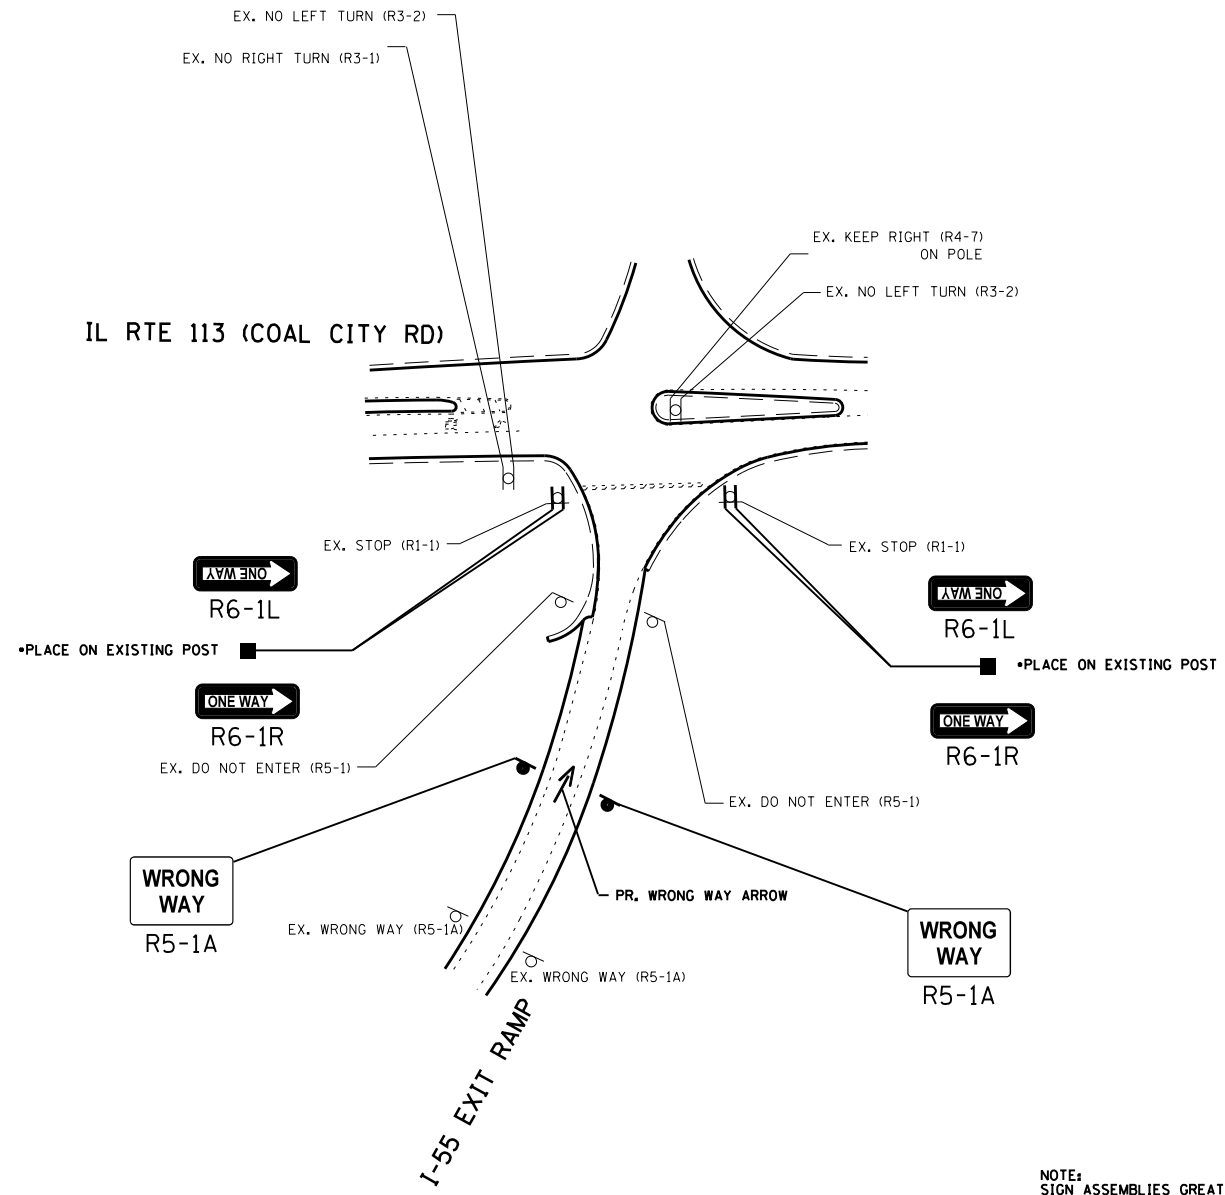 EX. NO LEFT TURN (R3-2)
EX. NO RIGHT TURN (R3-1)
EX. KEEP RIGHT (R4-7)
ON POLE
EX. NO LEFT TURN (R3-2)
IL RTE 113 (COAL CITY RD)
EX. STOP (R1-1)
EX. STOP (R1-1)
ONE WAY
R6-1L
ONE WAY
R6-1L
•PLACE ON EXISTING POST
•PLACE ON EXISTING POST
ONE WAY
R6-1R
ONE WAY
R6-1R
EX. DO NOT ENTER (R5-1)
EX. DO NOT ENTER (R5-1)
WRONG
WAY
R5-1A
PR. WRONG WAY ARROW
EX. WRONG WAY (R5-1A)
WRONG
WAY
R5-1A
EX. WRONG WAY (R5-1A)
I-55 EXIT RAMP
NOTE:
SIGN ASSEMBLIES GREAT